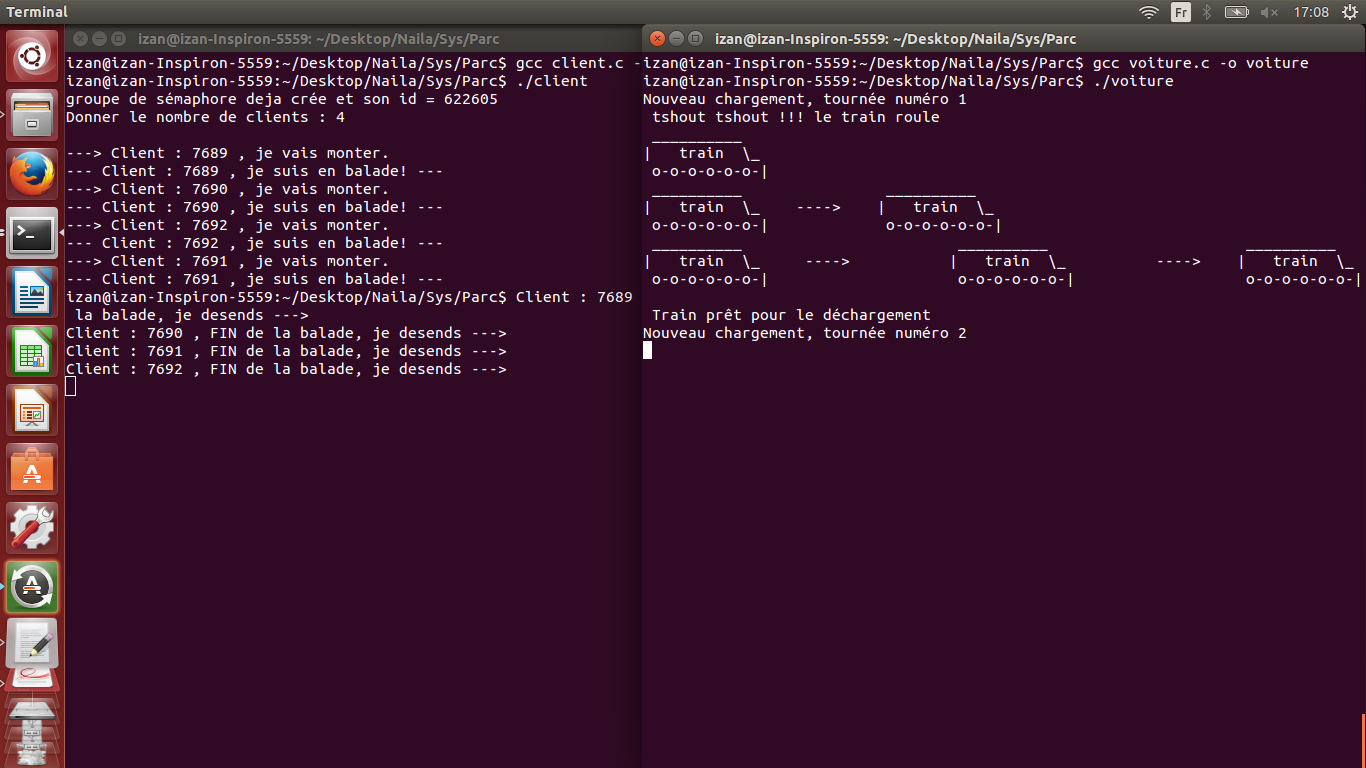 Terminal
Fr
17:08
izan@izan-Inspiron-5559: ~/Desktop/Naila/Sys/Parc
izan@izan-Inspiron-5559:~/Desktop/Naila/Sys/Parc$ gcc client.c -
izan@izan-Inspiron-5559:~/Desktop/Naila/Sys/Parc$ ./client
groupe de sémaphore deja crée et son id = 622605
Donner le nombre de clients : 4
---> Client : 7689 , je vais monter.
--- Client : 7689 , je suis en balade! ---
---> Client : 7690 , je vais monter.
--- Client : 7690 , je suis en balade! ---
---> Client : 7692 , je vais monter.
--- Client : 7692 , je suis en balade! ---
---> Client : 7691 , je vais monter.
--- Client : 7691 , je suis en balade! ---
izan@izan-Inspiron-5559:~/Desktop/Naila/Sys/Parc$ Client : 7689
 la balade, je desends --->
Client : 7690 , FIN de la balade, je desends --->
Client : 7691 , FIN de la balade, je desends --->
Client : 7692 , FIN de la balade, je desends --->
izan@izan-Inspiron-5559: ~/Desktop/Naila/Sys/Parc
izan@izan-Inspiron-5559:~/Desktop/Naila/Sys/Parc$ gcc voiture.c -o voiture
izan@izan-Inspiron-5559:~/Desktop/Naila/Sys/Parc$ ./voiture
Nouveau chargement, tournée numéro 1
 tshout tshout !!! le train roule
 __________
|   train  \_
 o-o-o-o-o-o-|
 __________                __________
|   train  \_    ---->    |   train  \_
 o-o-o-o-o-o-|             o-o-o-o-o-o-|
 __________                        __________                      __________
|   train  \_     ---->           |   train  \_          ---->    |   train  \_
 o-o-o-o-o-o-|                     o-o-o-o-o-o-|                   o-o-o-o-o-o-|
 Train prêt pour le déchargement
Nouveau chargement, tournée numéro 2